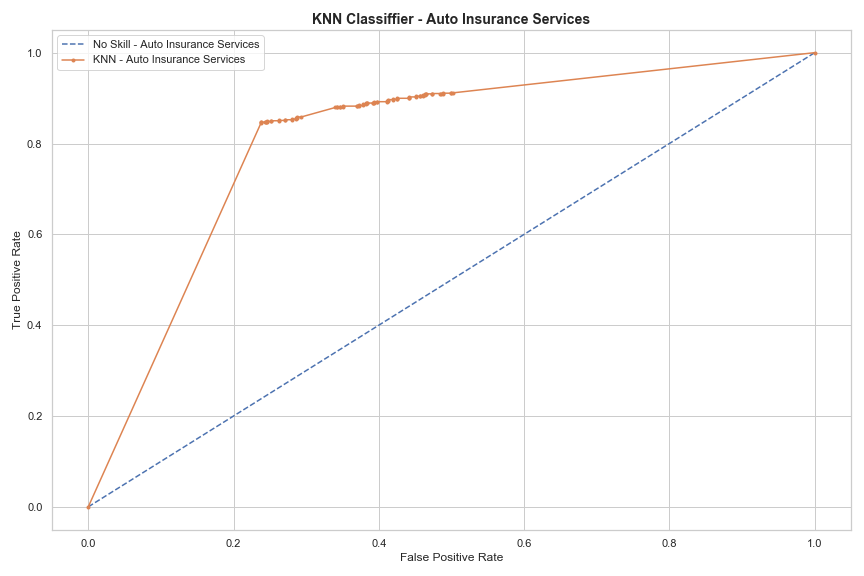 KNN Classiffier - Auto Insurance Services
No Skill - Auto Insurance Services
KNN - Auto Insurance Services
1.0
0.8
0.6
0.4
0.2
0.0
True Positive Rate
0.0 0.2 0.4 0.6 0.8 1.0
False Positive Rate